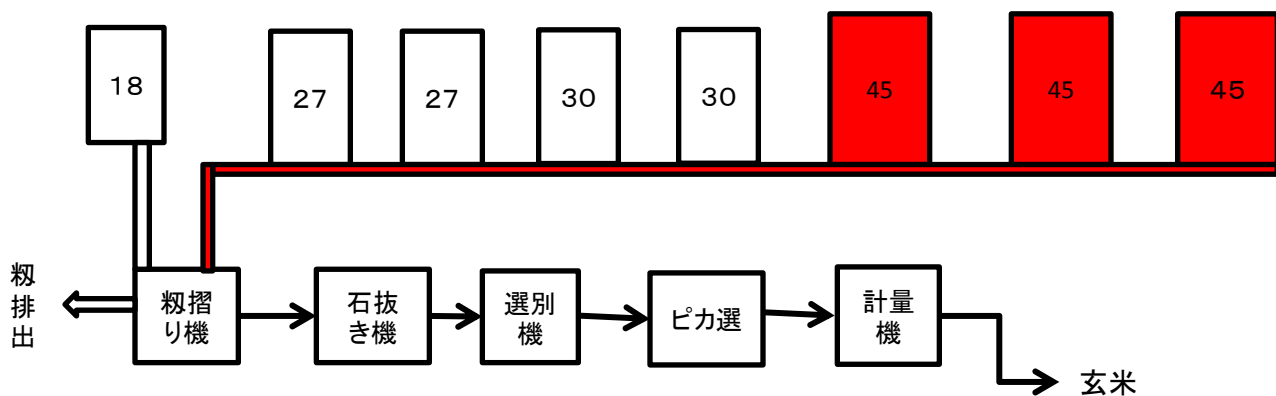 １８
２７
２７
３０
３０
45
45
４５
籾
排
出
籾摺
り機
石抜
き機
選別
機
ピカ選
計量
機
玄米